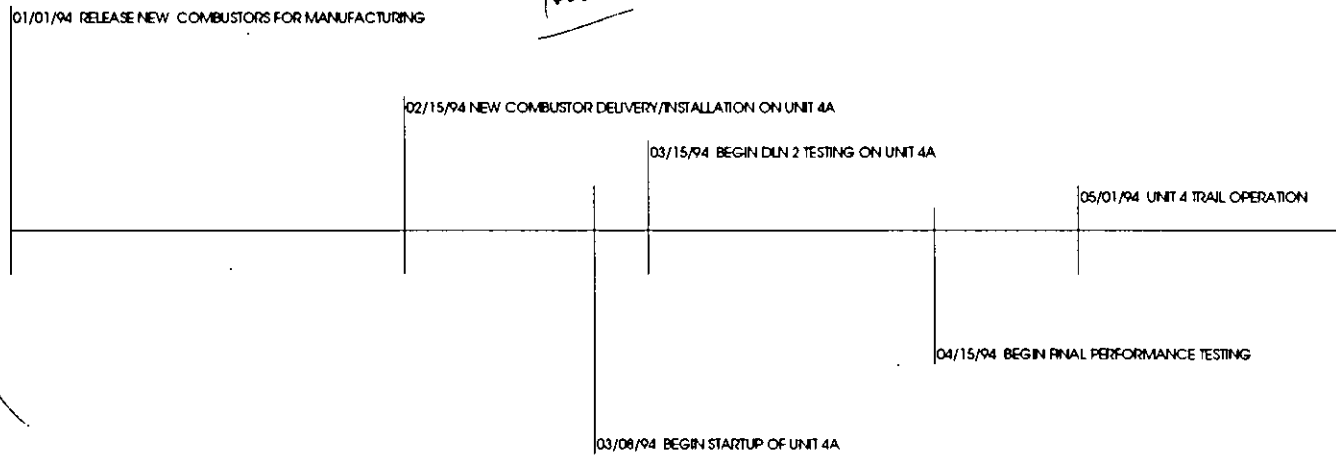 01/01/94 RELEASE NEW COMBUSTORS FOR MANUFACTURING
02/15/94 NEW COMBUSTOR DELIVERY/INSTALLATION ON UNIT 4A
03/15/94 BEGIN DLN 2 TESTING ON UNIT 4A
05/01/94 UNIT 4 TRAIL OPERATION
04/15/94 BEGIN FINAL PERFORMANCE TESTING
03/08/94 BEGIN STARTUP OF UNIT 4A